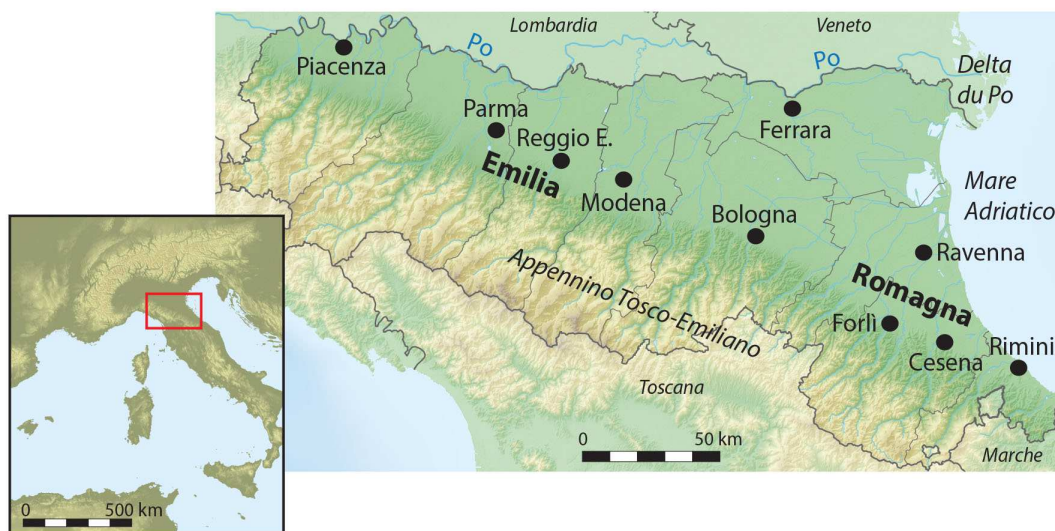 Lombardia
Veneto
Po
Po
Piacenza
Delta
du Po
Parma
Ferrara
Reggio E.
Emilia
Modena
Mare
Adriatico
Bologna
Ravenna
Appennino Tosco-Emiliano
Romagna
Forlì
Cesena
Rimini
Toscana
0 50 km
Marche
0 500 km